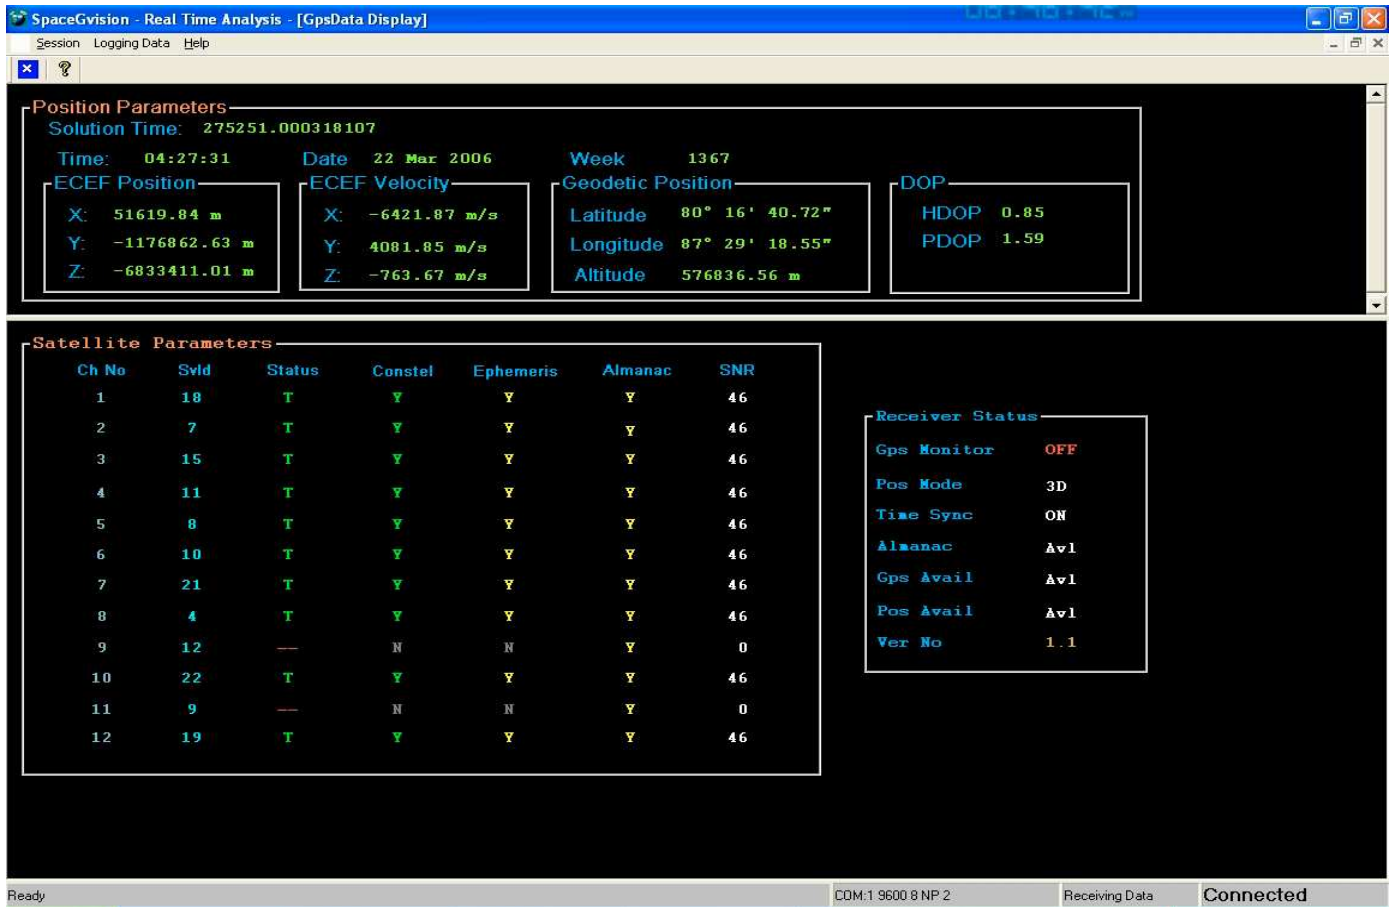 SpaceGvision - Real Time Analysis - [GpsData Display]
Session Logging Data Help
Position Parameters
Solution Time: 275251.000318107
Time: 04:27:31 Date 22 Mar 2006 Week 1367
ECEF Position ECEF Velocity Geodetic Position DOP
X: 51619.84 m X: -6421.87 m/s Latitude 80° 16' 40.72" HDOP 0.85
Y: -1176862.63 m Y: 4081.85 m/s Longitude 87° 29' 18.55" PDOP 1.59
Z: -6833411.01 m Z: -763.67 m/s Altitude 576836.56 m
Satellite Parameters
Ch No SvId Status Constel Ephemeris Almanac SNR
1 18 T Y Y Y 46
2 7 T Y Y Y 46
3 15 T Y Y Y 46
4 11 T Y Y Y 46
5 8 T Y Y Y 46
6 10 T Y Y Y 46
7 21 T Y Y Y 46
8 4 T Y Y Y 46
9 12 -- N N Y 0
10 22 T Y Y Y 46
11 9 -- N N Y 0
12 19 T Y Y Y 46
Receiver Status
Gps Monitor OFF
Pos Mode 3D
Time Sync ON
Almanac Avl
Gps Avail Avl
Pos Avail Avl
Ver No 1.1
Ready COM:1 9600 8 NP 2 Receiving Data Connected